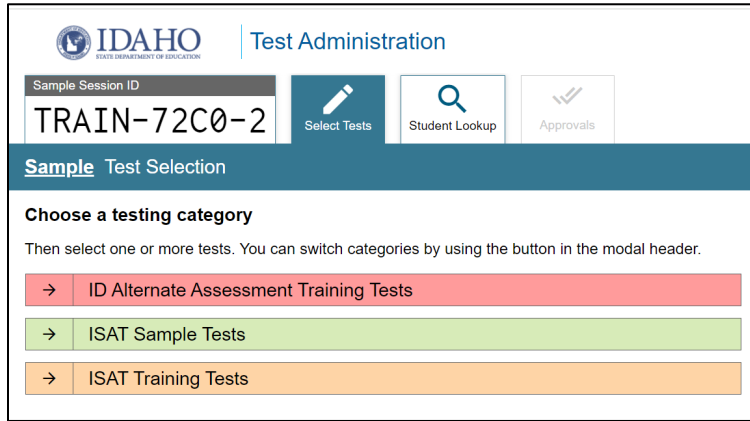 IDAHO
STATE DEPARTMENT OF EDUCATION
Test Administration
Sample Session ID
TRAIN-72C0-2
Select Tests
Student Lookup
Approvals
Sample Test Selection
Choose a testing category
Then select one or more tests. You can switch categories by using the button in the modal header.
ID Alternate Assessment Training Tests
ISAT Sample Tests
ISAT Training Tests